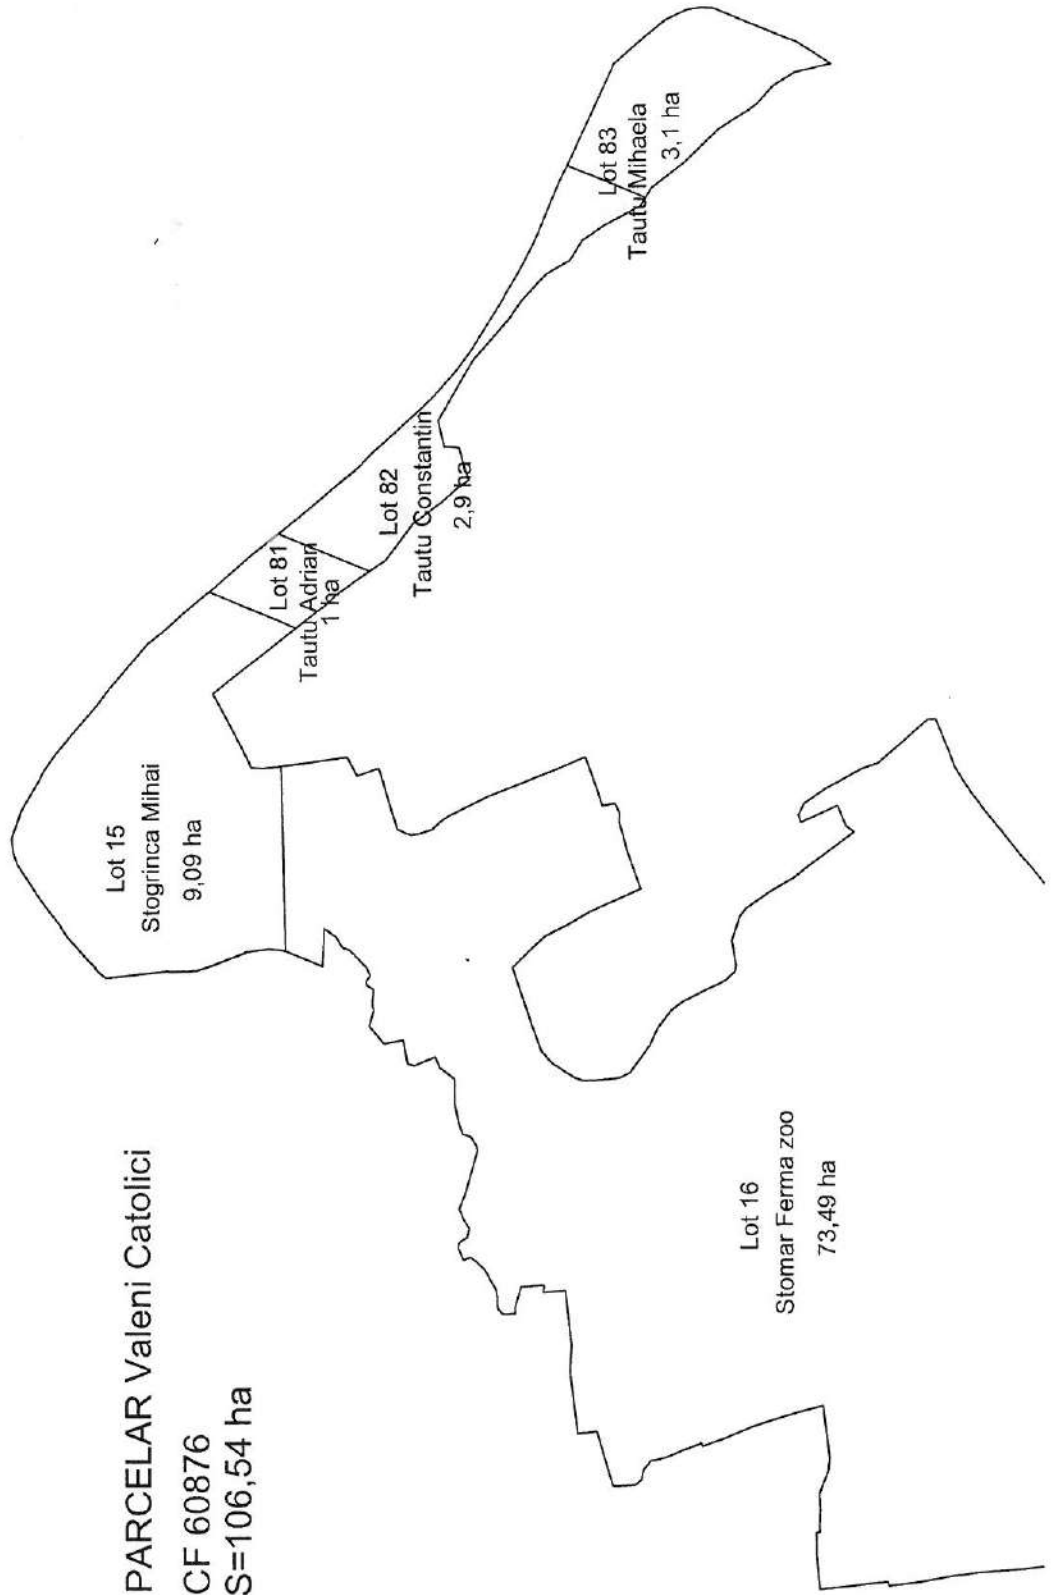 PARCELAR Valeni Catolici
CF 60876
S=106,54 ha
Lot 15
Stogrinca Mihai
9,09 ha
Lot 81
Tautu Adrian
1 ha
Lot 82
Tautu Constantin
2,9 ha
Lot 83
Tautu Mihaela
3,1 ha
Lot 16
Stomar Ferma zoo
73,49 ha